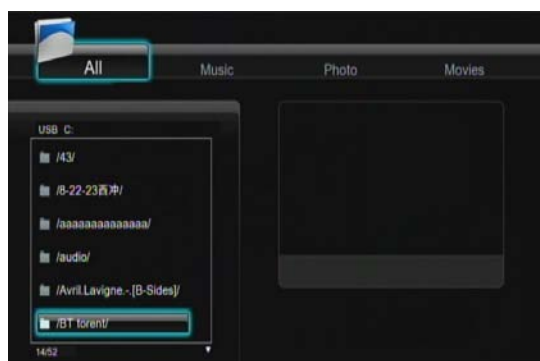 All Music Photo Movies
USB C:
/43/
/8-22-23西冲/
/aaaaaaaaaaaaaa/
/audio/
/Avril.Lavigne.-.[B-Sides]/
/BT torent/
14/52